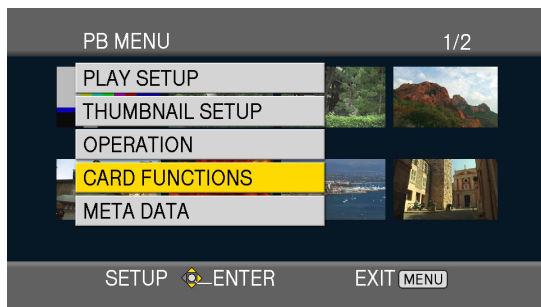 PB MENU 1/2
PLAY SETUP
THUMBNAIL SETUP
OPERATION
CARD FUNCTIONS
META DATA
SETUP ENTER EXIT MENU